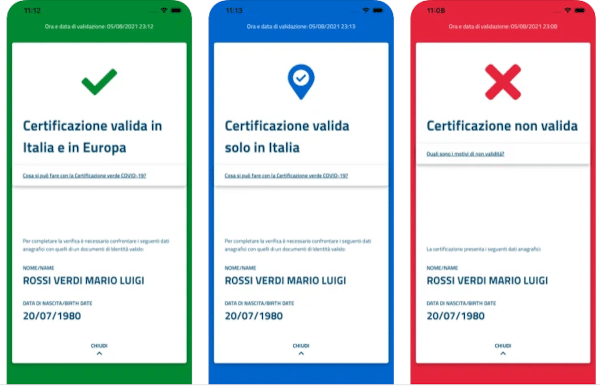 11:12
Ora e data di validazione: 05/08/2021 23:12
Certificazione valida in
Italia e in Europa
Cosa si può fare con la Certificazione verde COVID-19?
Per completare la verifica è necessario confrontare i seguenti dati
anagrafici con quelli di un documenti di identità valido:
NOME/NAME
ROSSI VERDI MARIO LUIGI
DATA DI NASCITA/BIRTH DATE
20/07/1980
CHIUDI
11:13
Ora e data di validazione: 05/08/2021 23:13
Certificazione valida
solo in Italia
Cosa si può fare con la Certificazione verde COVID-19?
Per completare la verifica è necessario confrontare i seguenti dati
anagrafici con quelli di un documenti di identità valido:
NOME/NAME
ROSSI VERDI MARIO LUIGI
DATA DI NASCITA/BIRTH DATE
20/07/1980
CHIUDI
11:08
Ora e data di validazione: 05/08/2021 23:08
Certificazione non valida
Quali sono i motivi di non validità?
La certificazione presenta i seguenti dati anagrafici:
NOME/NAME
ROSSI VERDI MARIO LUIGI
DATA DI NASCITA/BIRTH DATE
20/07/1980
CHIUDI